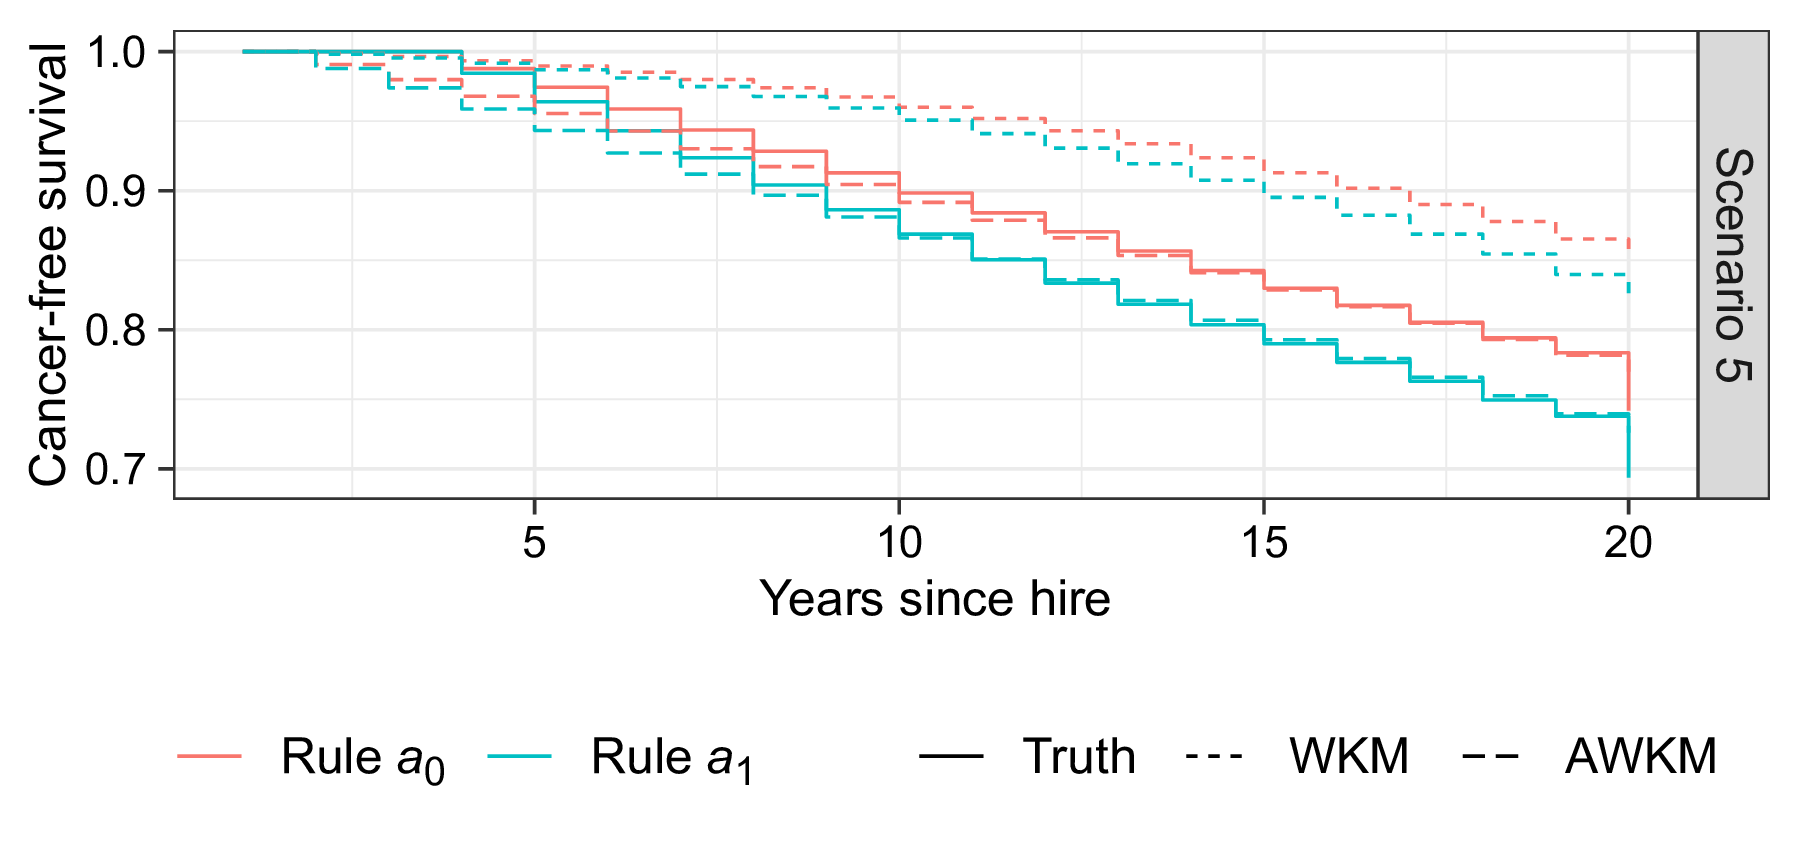 Cancer-free survival
1.0
0.9
0.8
0.7
Scenario 5
5 10 15 20
Years since hire
Rule a0 Rule a1 Truth WKM AWKM